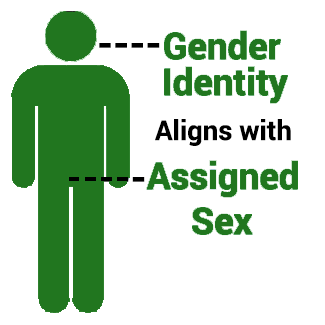 Gender
Identity
Aligns with
Assigned
Sex